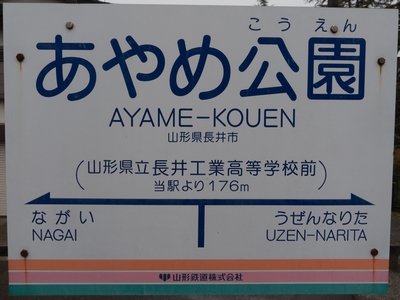 こうえん
あやめ公園
AYAME-KOUEN
山形県長井市
(山形県立長井工業高等学校前)
当駅より176m
ながい うぜんなりた
NAGAI UZEN-NARITA
山形鉄道株式会社